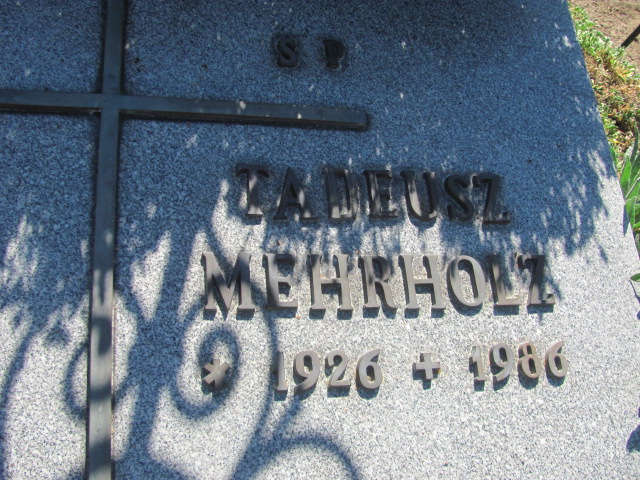 S P
TADEUSZ
MEHRHOLZ
* 1926 + 1986